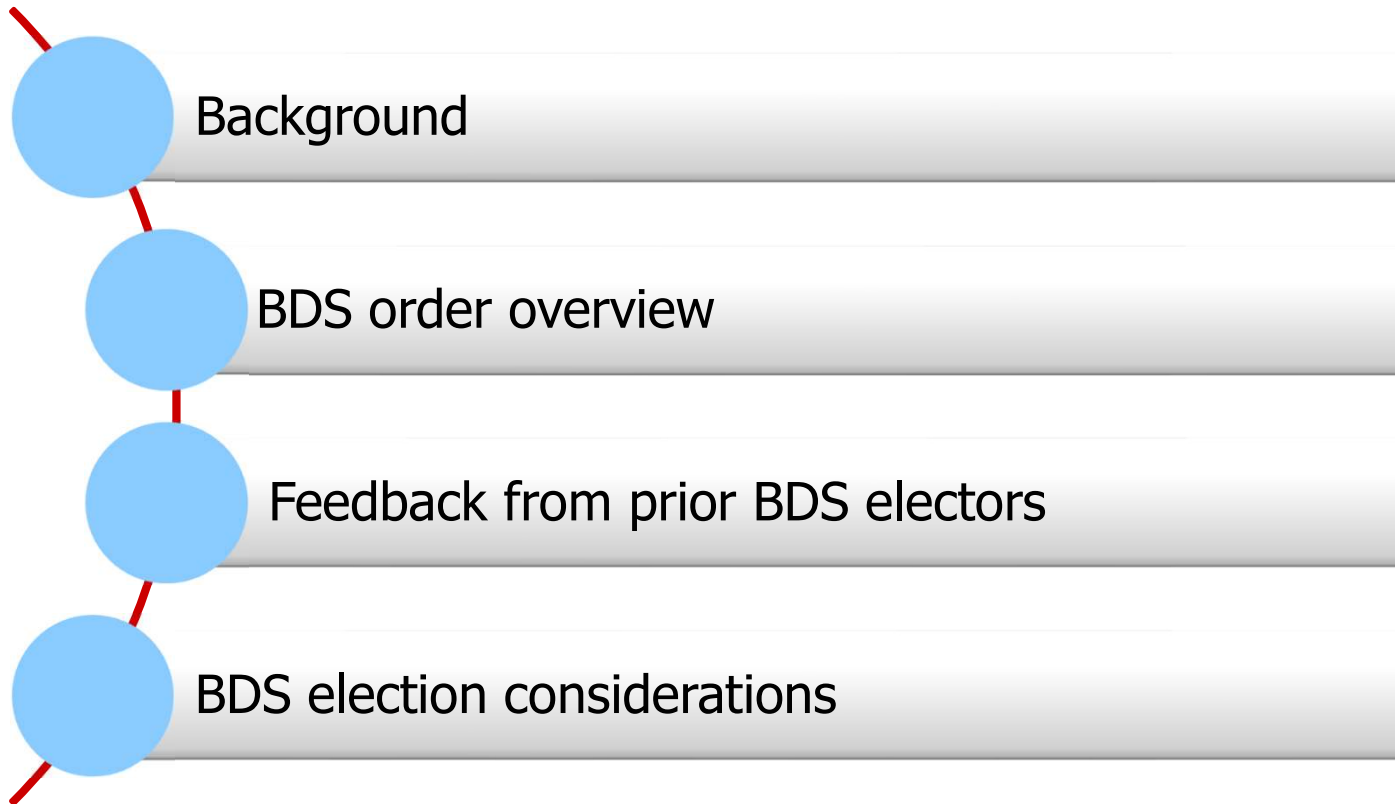 Background
BDS order overview
Feedback from prior BDS electors
BDS election considerations